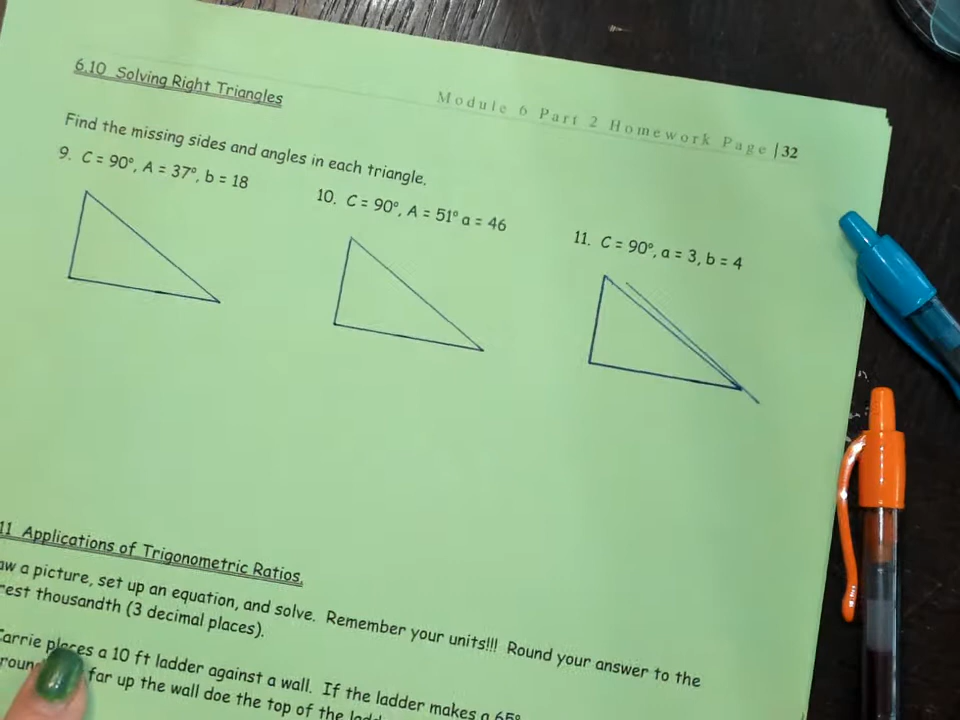 Module 6 Part 2 Homework Page |32
6.10 Solving Right Triangles
Find the missing sides and angles in each triangle.
9. C = 90°, A = 37°, b = 18
10. C = 90°, A = 51° a = 46
11. C = 90°, a = 3, b = 4
11 Applications of Trigonometric Ratios
aw a picture, set up an equation, and solve. Remember your units!!! Round your answer to the
rest thousandth (3 decimal places).
Carrie places a 10 ft ladder against a wall. If the ladder makes a 65°
far up the wall doe the top of the